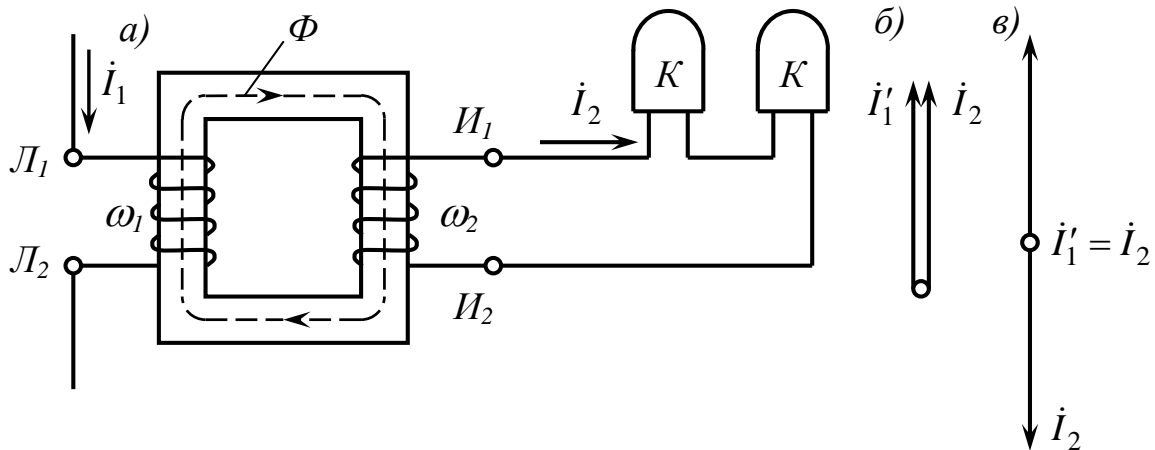 а)
Ф
İ₁
Л₁
ω₁
Л₂
И₁
ω₂
И₂
İ₂
К
К
б)
İ′₁
İ₂
в)
İ′₁ = İ₂
İ₂